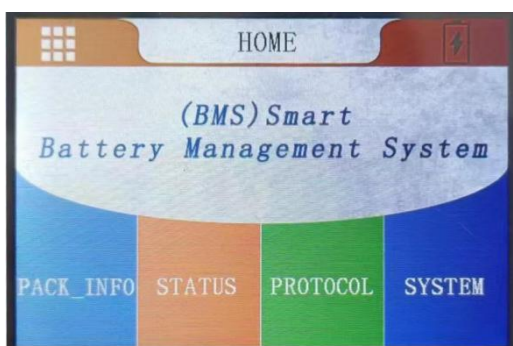 HOME
(BMS)Smart
Battery Management System
PACK_INFO STATUS PROTOCOL SYSTEM